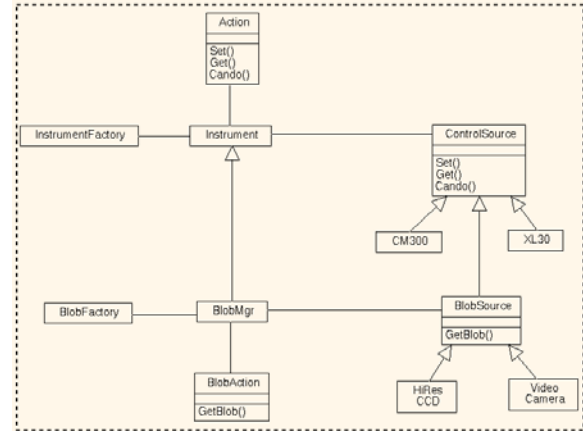 Action
Set()
Get()
Cando()
InstrumentFactory
Instrument
ControlSource
Set()
Get()
Cando()
CM300
XL30
BlobFactory
BlobMgr
BlobSource
GetBlob()
BlobAction
GetBlob()
HiRes
CCD
Video
Camera